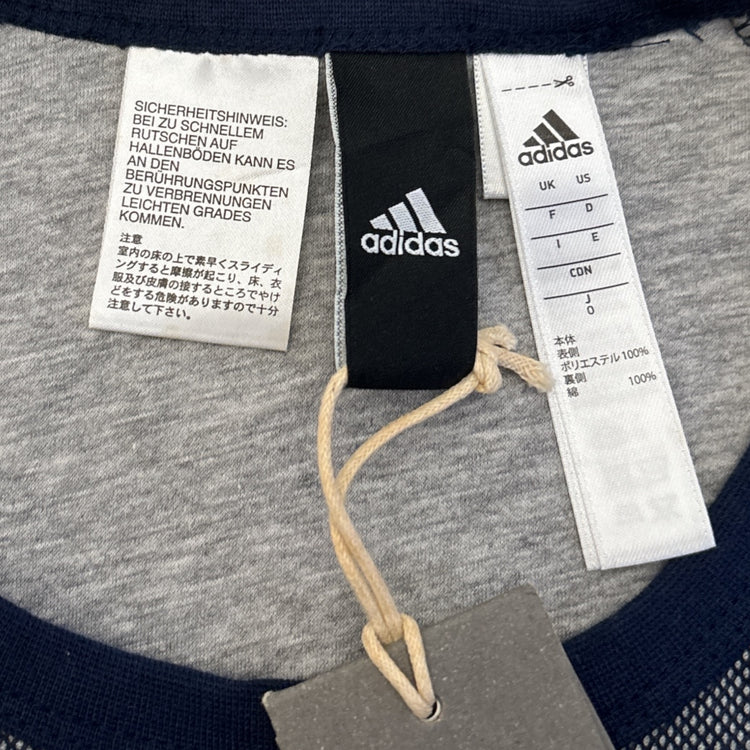 SICHERHEITSHINWEIS:
BEI ZU SCHNELLEM
RUTSCHEN AUF
HALLENBÖDEN KANN ES
AN DEN
BERÜHRUNGSPUNKTEN
ZU VERBRENNUNGEN
LEICHTEN GRADES
KOMMEN.
注意
室内の床の上で素早くスライディ
ングすると摩擦が起こり、床、衣
服及び皮膚の接するところでやけ
どをする危険がありますので十分
注意して下さい。
adidas
adidas
UK US
F D
I E
CDN
J
O
本体
表側
ポリエステル 100%
裏側
綿 100%